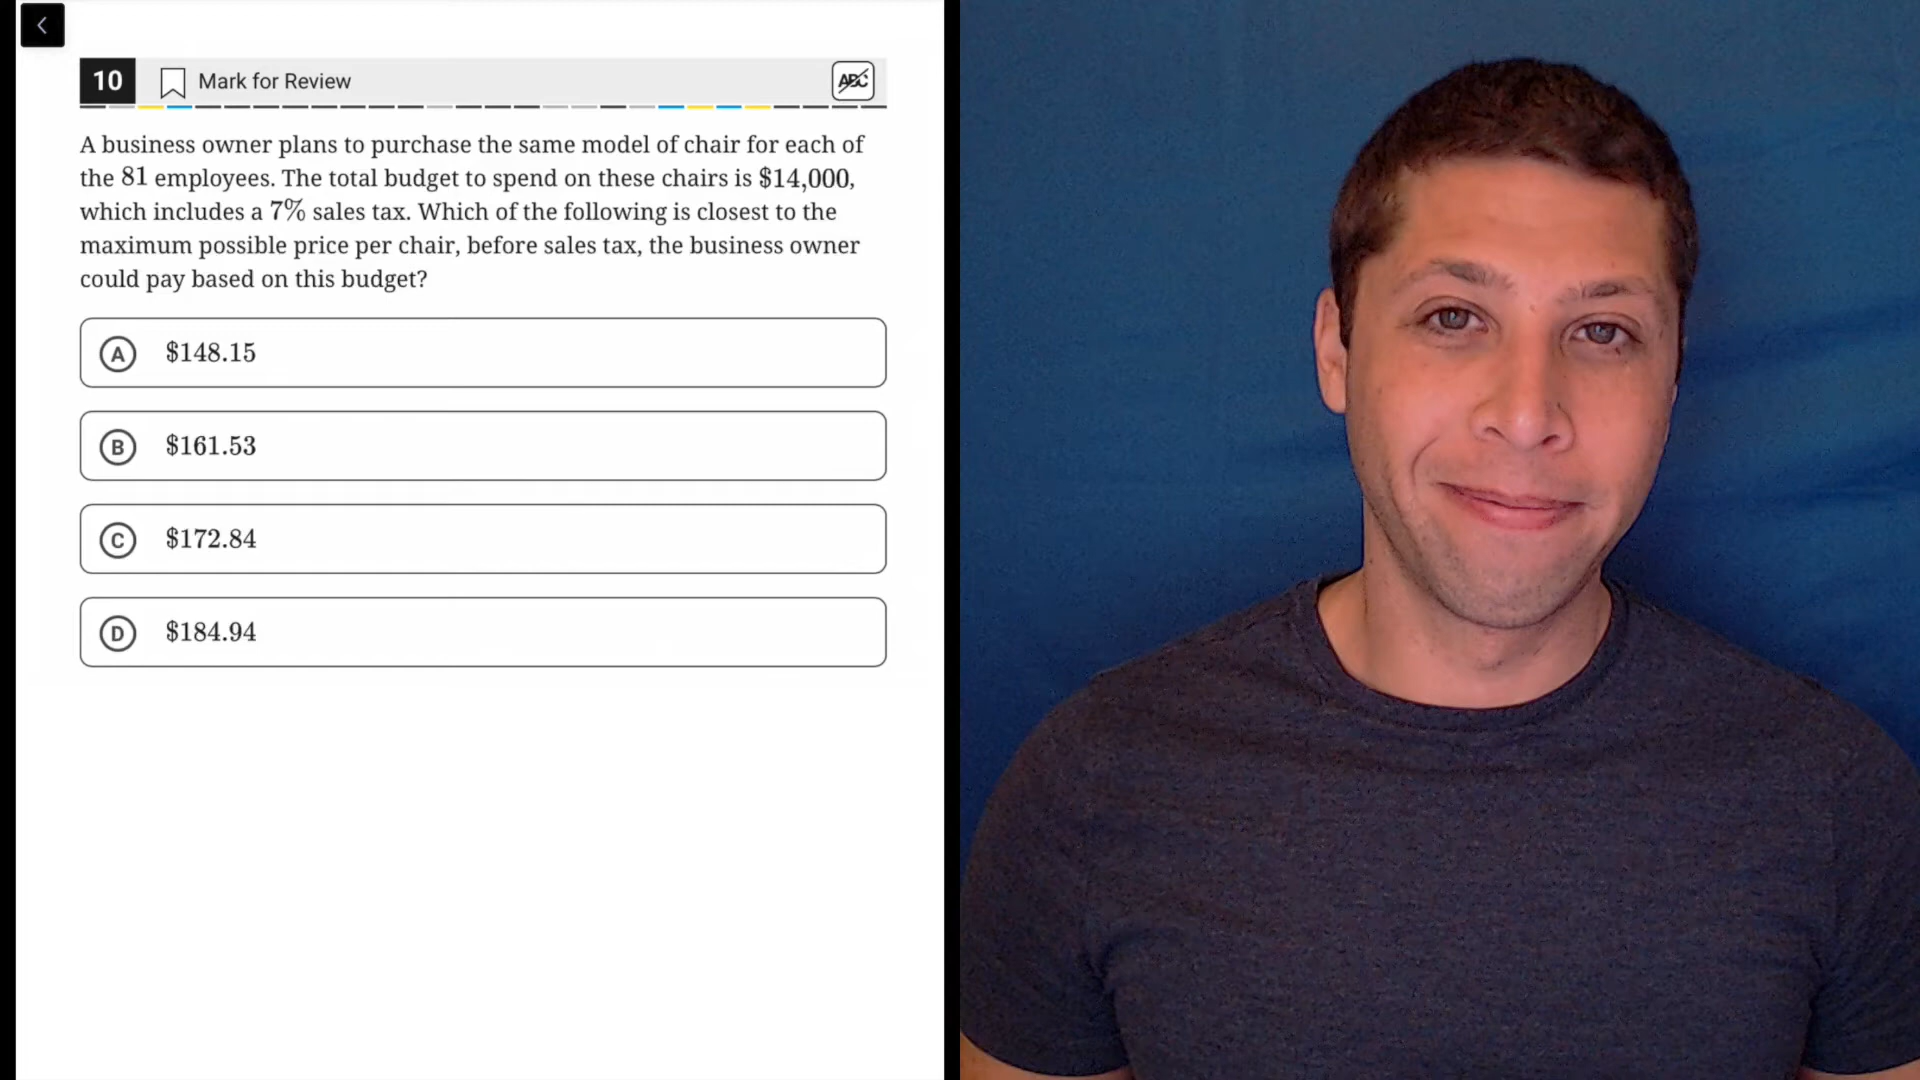 10 Mark for Review ABC
A business owner plans to purchase the same model of chair for each of
the 81 employees. The total budget to spend on these chairs is $14,000,
which includes a 7% sales tax. Which of the following is closest to the
maximum possible price per chair, before sales tax, the business owner
could pay based on this budget?
A $148.15
B $161.53
C $172.84
D $184.94